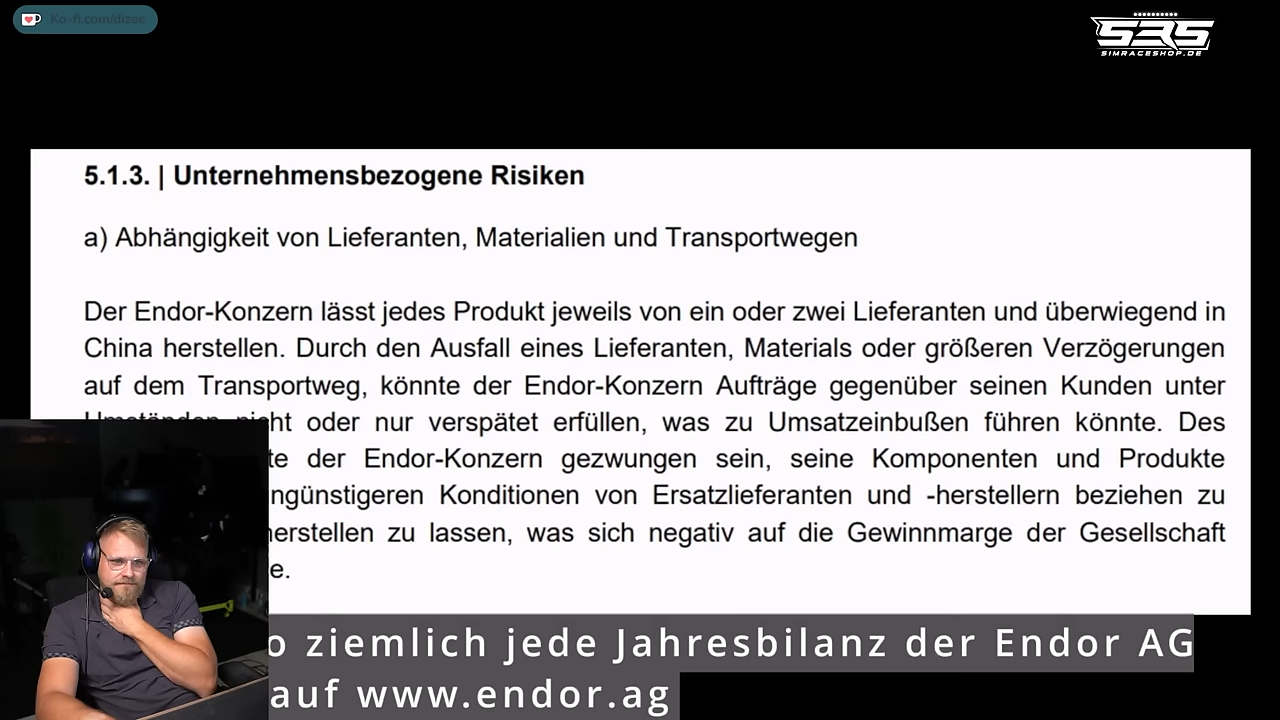 Ko-fi.com/dizee
SRS
SIMRACESHOP.DE
5.1.3. | Unternehmensbezogene Risiken
a) Abhängigkeit von Lieferanten, Materialien und Transportwegen
Der Endor-Konzern lässt jedes Produkt jeweils von ein oder zwei Lieferanten und überwiegend in
China herstellen. Durch den Ausfall eines Lieferanten, Materials oder größeren Verzögerungen
auf dem Transportweg, könnte der Endor-Konzern Aufträge gegenüber seinen Kunden unter
Umständen nicht oder nur verspätet erfüllen, was zu Umsatzeinbußen führen könnte. Des
te der Endor-Konzern gezwungen sein, seine Komponenten und Produkte
ngünstigeren Konditionen von Ersatzlieferanten und -herstellern beziehen zu
herstellen zu lassen, was sich negativ auf die Gewinnmarge der Gesellschaft
e.
o ziemlich jede Jahresbilanz der Endor AG
auf www.endor.ag